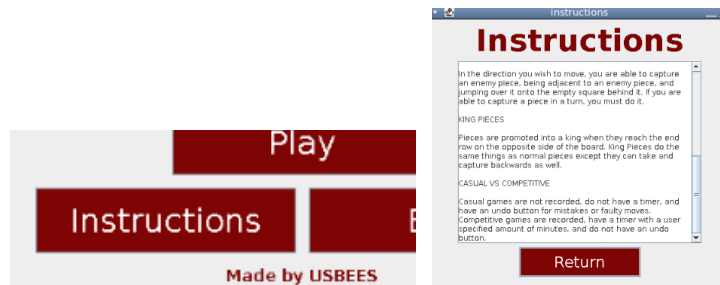 Play
Instructions
Made by USBEES
instructions
Instructions
In the direction you wish to move, you are able to capture
an enemy piece, being adjacent to an enemy piece, and
jumping over it onto the empty square behind it. If you are
able to capture a piece in a turn, you must do it.
KING PIECES
Pieces are promoted into a king when they reach the end
row on the opposite side of the board. King Pieces do the
same things as normal pieces except they can take and
capture backwards as well.
CASUAL VS COMPETITIVE
Casual games are not recorded, do not have a timer, and
have an undo button for mistakes or faulty moves.
Competitive games are recorded, have a timer with a user
specified amount of minutes, and do not have an undo
button.
Return